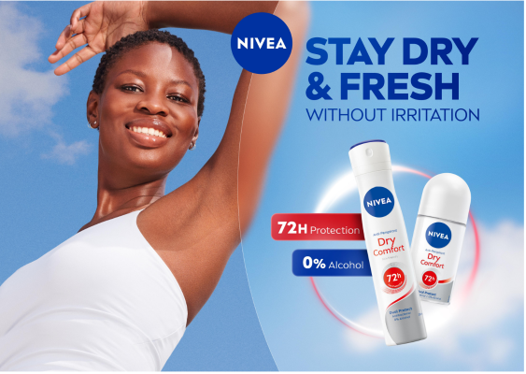 NIVEA
STAY DRY
& FRESH
WITHOUT IRRITATION
72H Protection
0% Alcohol
NIVEA
Dry
Comfort
72h
NIVEA
Dry
Comfort
72h